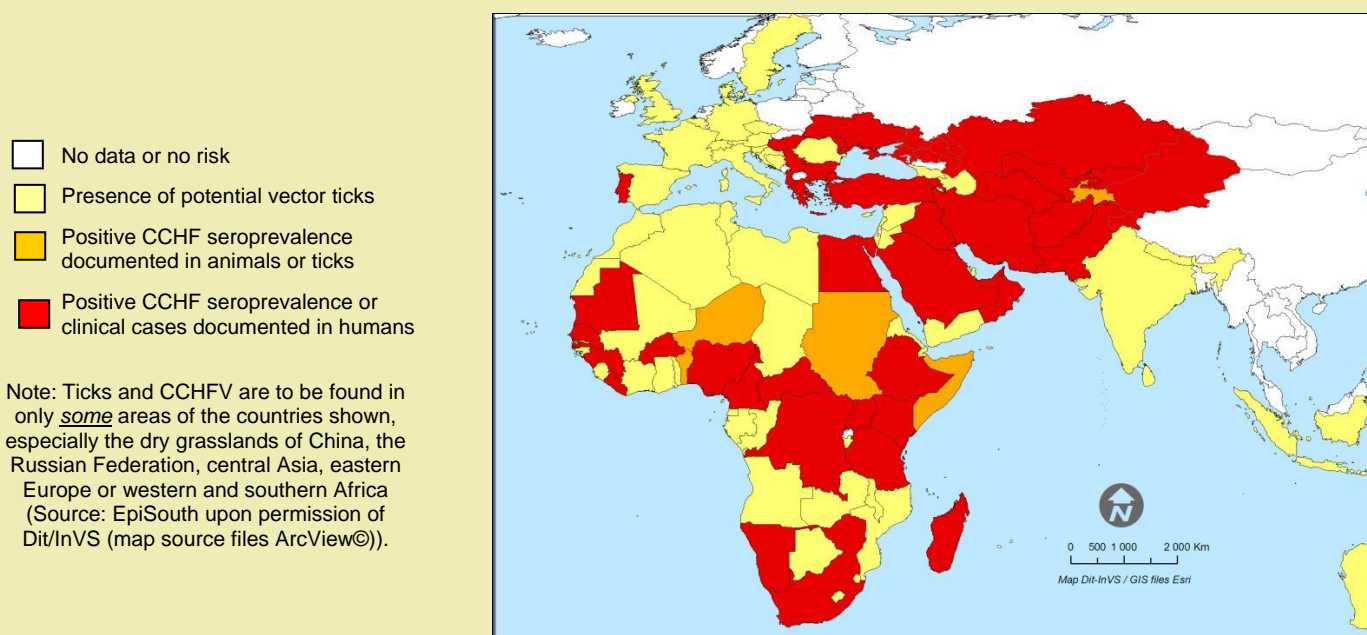 No data or no risk
Presence of potential vector ticks
Positive CCHF seroprevalence
documented in animals or ticks
Positive CCHF seroprevalence or
clinical cases documented in humans
Note: Ticks and CCHFV are to be found in
only some areas of the countries shown,
especially the dry grasslands of China, the
Russian Federation, central Asia, eastern
Europe or western and southern Africa
(Source: EpiSouth upon permission of
Dit/InVS (map source files ArcView©)).
N
0 500 1 000 2 000 Km
Map Dit-InVS / GIS files Esri